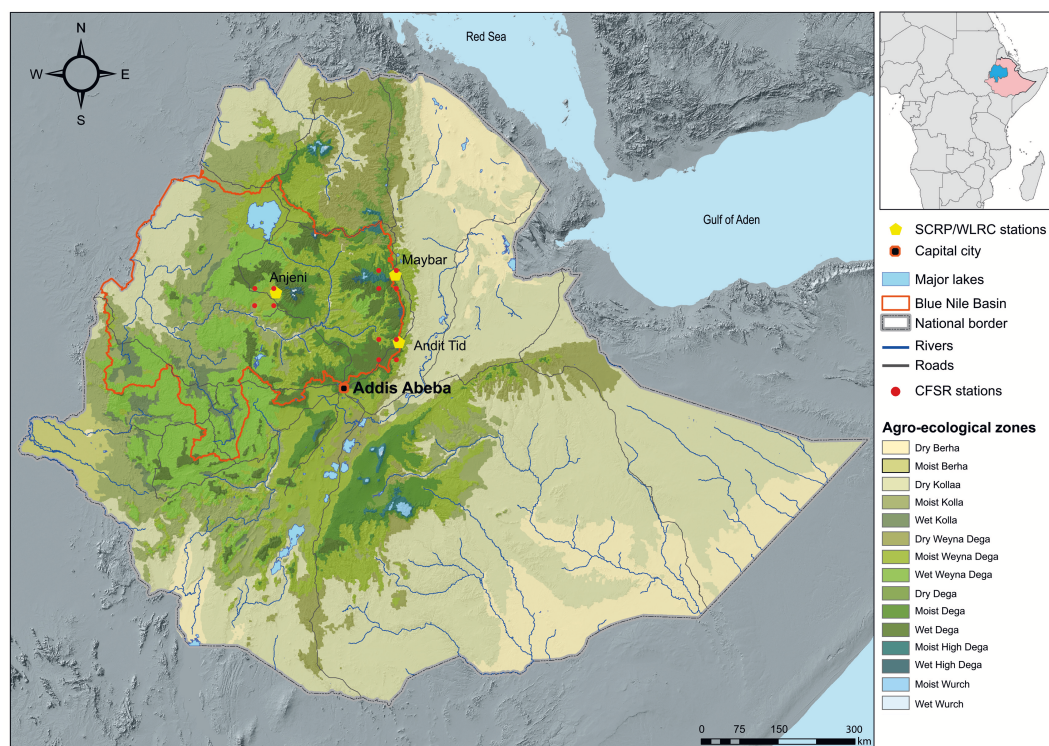 N
W
E
S
Red Sea
Gulf of Aden
Maybar
Anjeni
Andit Tid
Addis Abeba
0 75 150 300
km
SCRP/WLRC stations
Capital city
Major lakes
Blue Nile Basin
National border
Rivers
Roads
CFSR stations
Agro-ecological zones
Dry Berha
Moist Berha
Dry Kollaa
Moist Kolla
Wet Kolla
Dry Weyna Dega
Moist Weyna Dega
Wet Weyna Dega
Dry Dega
Moist Dega
Wet Dega
Moist High Dega
Wet High Dega
Moist Wurch
Wet Wurch